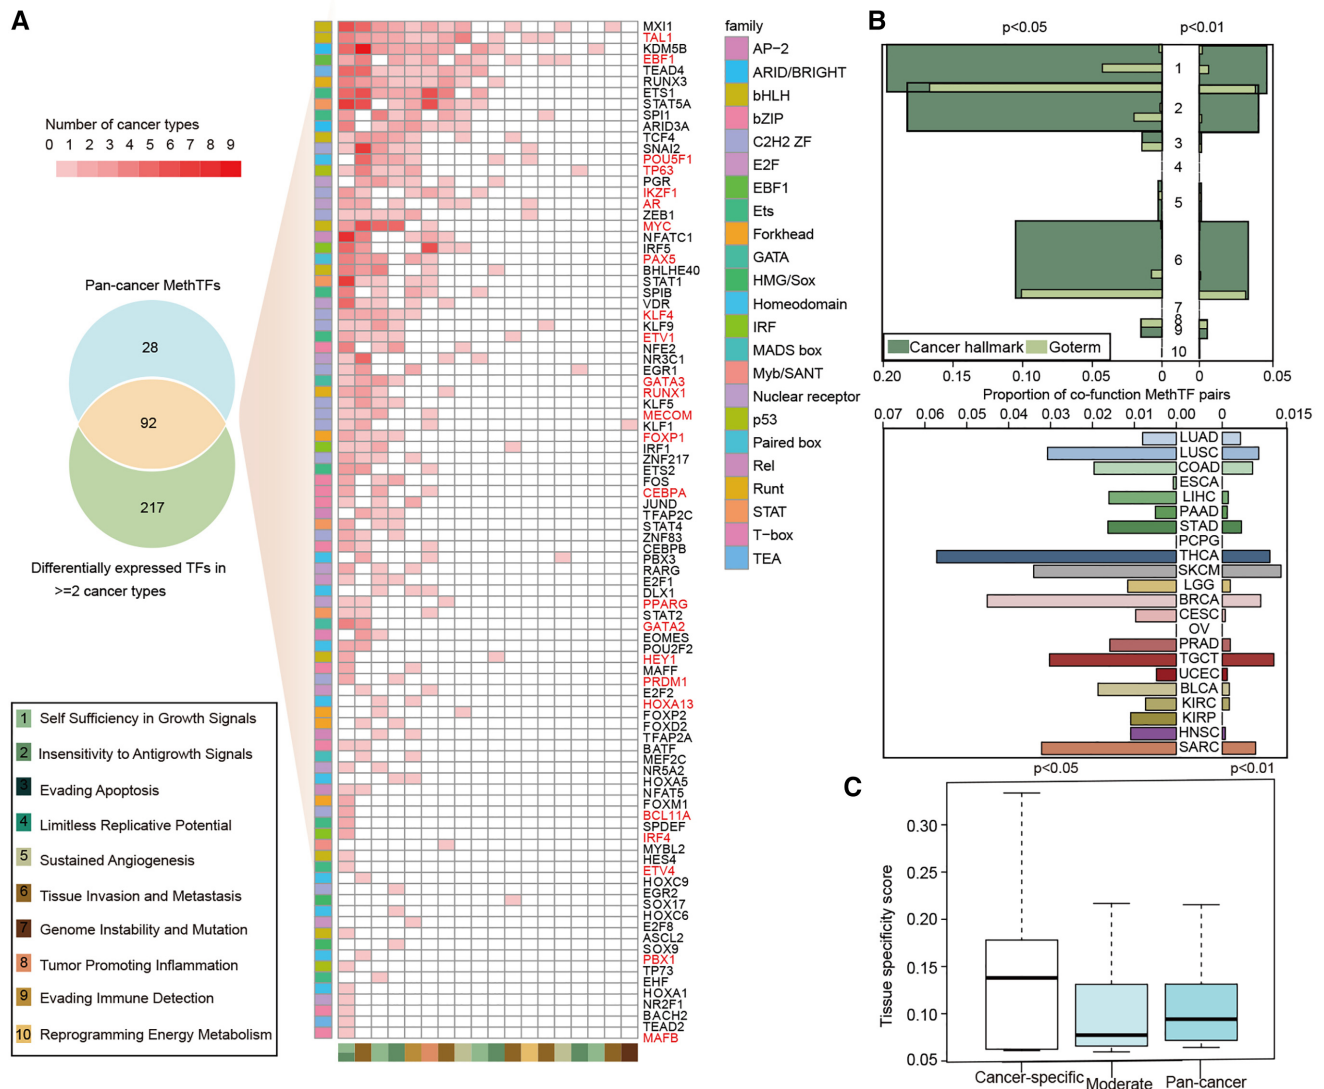 A
Number of cancer types
0 1 2 3 4 5 6 7 8 9
Pan-cancer MethTFs
28
92
217
Differentially expressed TFs in
>=2 cancer types
1 Self Sufficiency in Growth Signals
2 Insensitivity to Antigrowth Signals
3 Evading Apoptosis
4 Limitless Replicative Potential
5 Sustained Angiogenesis
6 Tissue Invasion and Metastasis
7 Genome Instability and Mutation
8 Tumor Promoting Inflammation
9 Evading Immune Detection
10 Reprogramming Energy Metabolism
MXI1
TAL1
KDM5B
EBF1
TEAD4
RUNX3
ETS1
STAT5A
SPI1
ARID3A
TCF4
SNAI2
POU5F1
TP63
PGR
IKZF1
AR
ZEB1
MYC
NFATC1
IRF5
PAX5
BHLHE40
STAT1
SPIB
VDR
KLF4
KLF9
ETV1
NFE2
NR3C1
EGR1
GATA3
RUNX1
KLF5
MECOM
KLF1
FOXP1
IRF1
ZNF217
ETS2
FOS
CEBPA
JUND
TFAP2C
STAT4
ZNF83
CEBPB
PBX3
RARG
E2F1
DLX1
PPARG
STAT2
GATA2
EOMES
POU2F2
HEY1
MAFF
PRDM1
E2F2
HOXA13
FOXP2
FOXD2
TFAP2A
BATF
MEF2C
NR5A2
HOXA5
NFAT5
FOXM1
BCL11A
SPDEF
IRF4
MYBL2
HES4
ETV4
HOXC9
EGR2
SOX17
HOXC6
E2F8
ASCL2
SOX9
PBX1
TP73
EHF
HOXA1
NR2F1
BACH2
TEAD2
MAFB
family
AP−2
ARID/BRIGHT
bHLH
bZIP
C2H2 ZF
E2F
EBF1
Ets
Forkhead
GATA
HMG/Sox
Homeodomain
IRF
MADS box
Myb/SANT
Nuclear receptor
p53
Paired box
Rel
Runt
STAT
T−box
TEA
B
p<0.05 p<0.01
1
2
3
4
5
6
7
8
9
10
Cancer hallmark Goterm
0.20 0.15 0.10 0.05 0 0 0.05
Proportion of co-function MethTF pairs
0.07 0.06 0.05 0.04 0.03 0.02 0.01 0.00 0 0.015
LUAD
LUSC
COAD
ESCA
LIHC
PAAD
STAD
PCPG
THCA
SKCM
LGG
BRCA
CESC
OV
PRAD
TGCT
UCEC
BLCA
KIRC
KIRP
HNSC
SARC
p<0.05 p<0.01
C
Tissue specificity score
0.30
0.25
0.20
0.15
0.10
0.05
Cancer-specific Moderate Pan-cancer